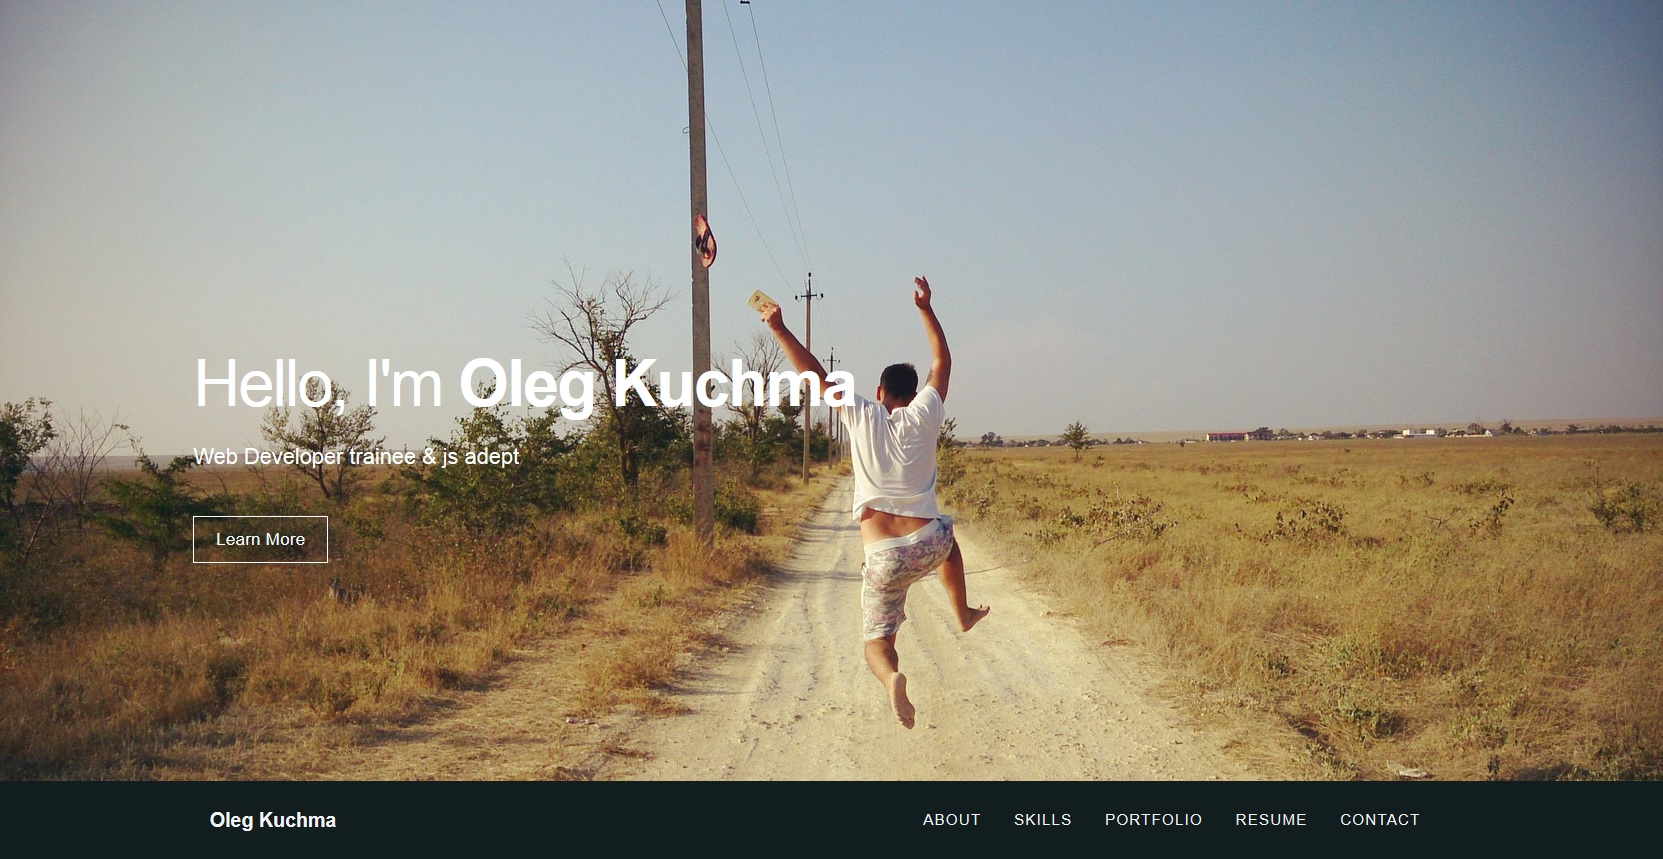 Hello, I'm Oleg Kuchma
Web Developer trainee & js adept
Learn More
Oleg Kuchma
ABOUT SKILLS PORTFOLIO RESUME CONTACT